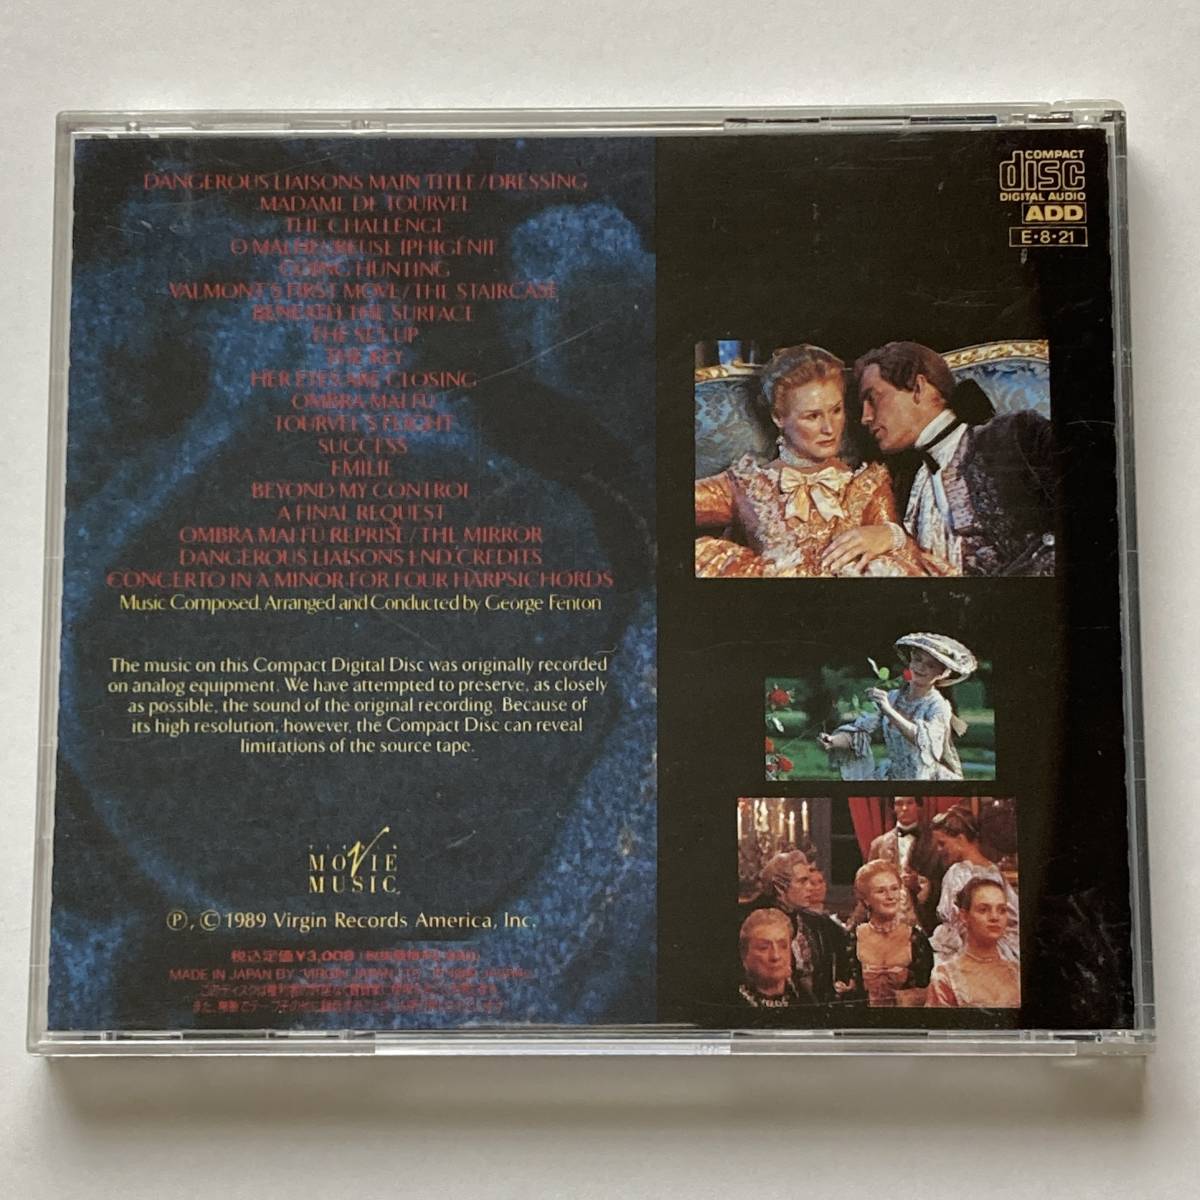 DANGEROUS LIAISONS MAIN TITLE/DRESSING
MADAME DE TOURVEL
THE CHALLENGE
O MALHEUREUSE IPHIGÉNIE
GOING HUNTING
VALMONT'S FIRST MOVE/THE STAIRCASE
BENEATH THE SURFACE
THE SET UP
THE KEY
HER EYES ARE CLOSING
OMBRA MAI FU
TOURVEL'S FLIGHT
SUCCESS
EMILIE
BEYOND MY CONTROL
A FINAL REQUEST
OMBRA MAI FU REPRISE/THE MIRROR
DANGEROUS LIAISONS END CREDITS
CONCERTO IN A MINOR FOR FOUR HARPSICHORDS
Music Composed, Arranged and Conducted by George Fenton
The music on this Compact Digital Disc was originally recorded
on analog equipment. We have attempted to preserve, as closely
as possible, the sound of the original recording. Because of
its high resolution, however, the Compact Disc can reveal
limitations of the source tape.
MOVIE
MUSIC
Ⓟ, © 1989 Virgin Records America, Inc.
税込定価¥3,008
MADE IN JAPAN BY VIRGIN JAPAN LTD.
COMPACT
disc
DIGITAL AUDIO
ADD
E・8・21